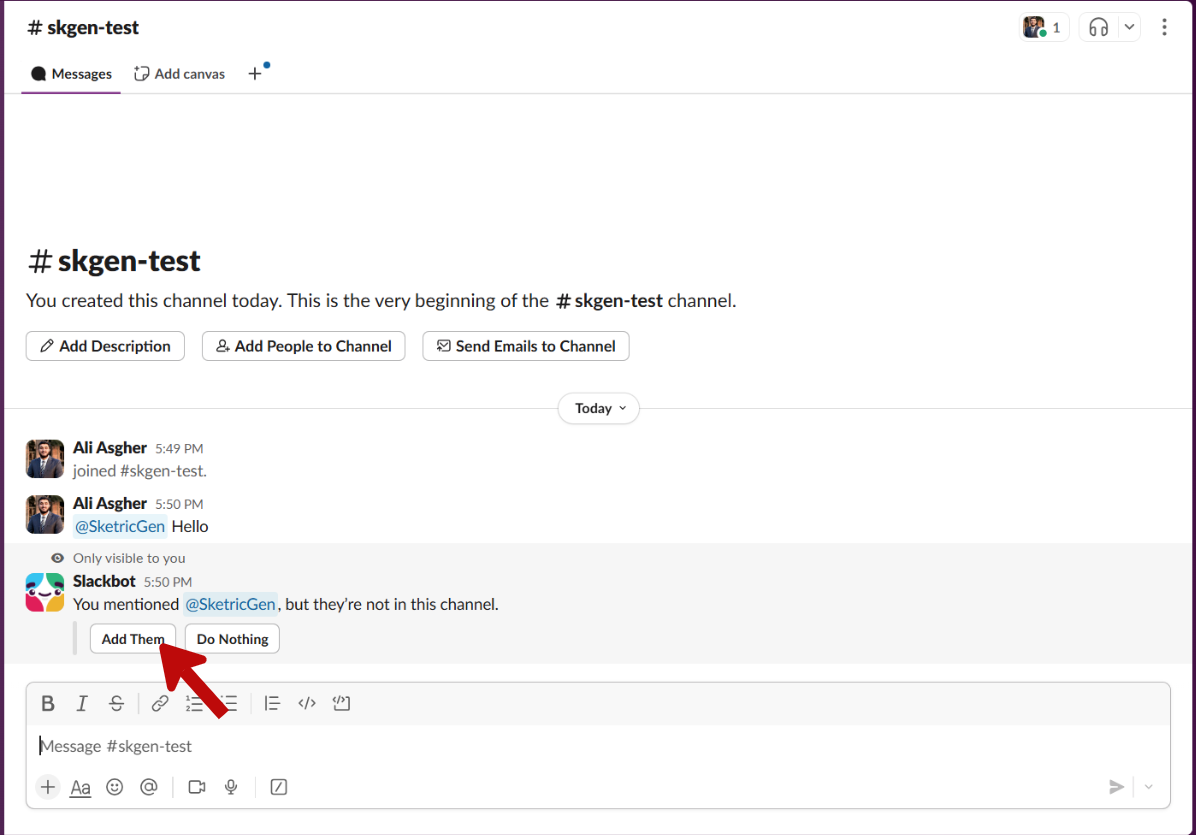 # skgen-test
1
Messages Add canvas
# skgen-test
You created this channel today. This is the very beginning of the # skgen-test channel.
Add Description Add People to Channel Send Emails to Channel
Today
Ali Asgher 5:49 PM
joined #skgen-test.
Ali Asgher 5:50 PM
@SketricGen Hello
Only visible to you
Slackbot 5:50 PM
You mentioned @SketricGen, but they're not in this channel.
Add Them Do Nothing
B I S
Message #skgen-test
+ Aa @